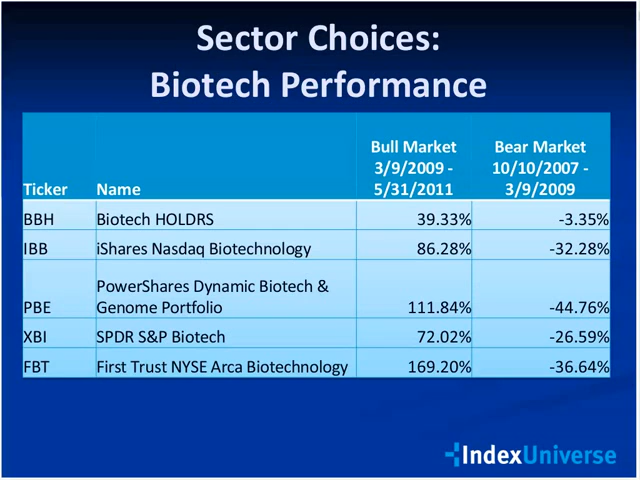 Sector Choices:
Biotech Performance
Ticker Name Bull Market 3/9/2009 - 5/31/2011 Bear Market 10/10/2007 - 3/9/2009
BBH Biotech HOLDRS 39.33% -3.35%
IBB iShares Nasdaq Biotechnology 86.28% -32.28%
PBE PowerShares Dynamic Biotech & Genome Portfolio 111.84% -44.76%
XBI SPDR S&P Biotech 72.02% -26.59%
FBT First Trust NYSE Arca Biotechnology 169.20% -36.64%
IndexUniverse